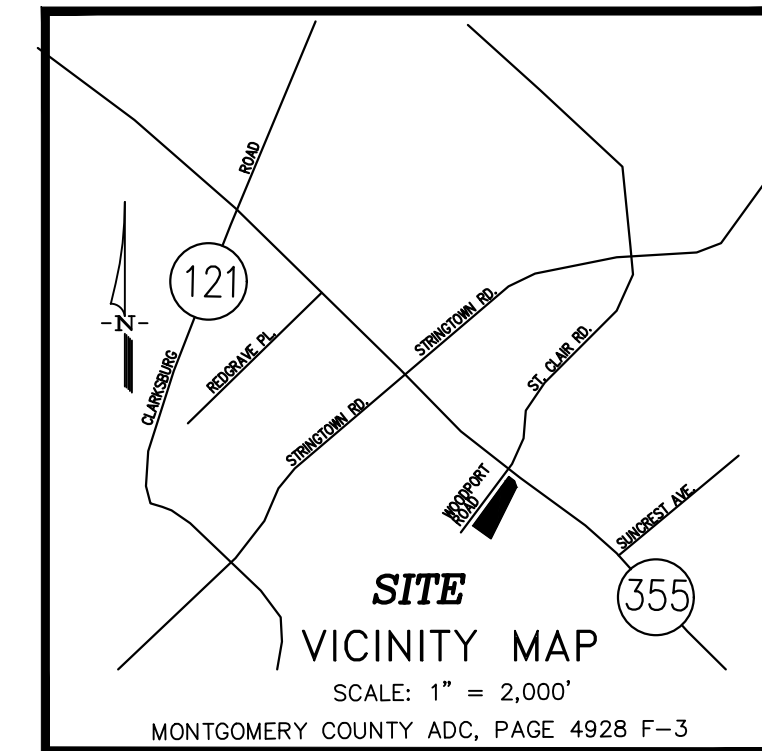 ROAD
121
-N-
STRINGTOWN RD.
REDGRAVE PL.
ST. CLAIR RD.
CLARKSBURG
STRINGTOWN RD.
WOODPORT
ROAD
SUNCREST AVE.
355
SITE
VICINITY MAP
SCALE: 1" = 2,000'
MONTGOMERY COUNTY ADC, PAGE 4928 F-3